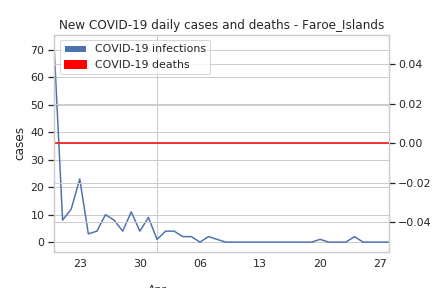 New COVID-19 daily cases and deaths - Faroe_Islands
COVID-19 infections
COVID-19 deaths
cases
70
60
50
40
30
20
10
0
0.04
0.02
0.00
−0.02
−0.04
23 30 06 13 20 27